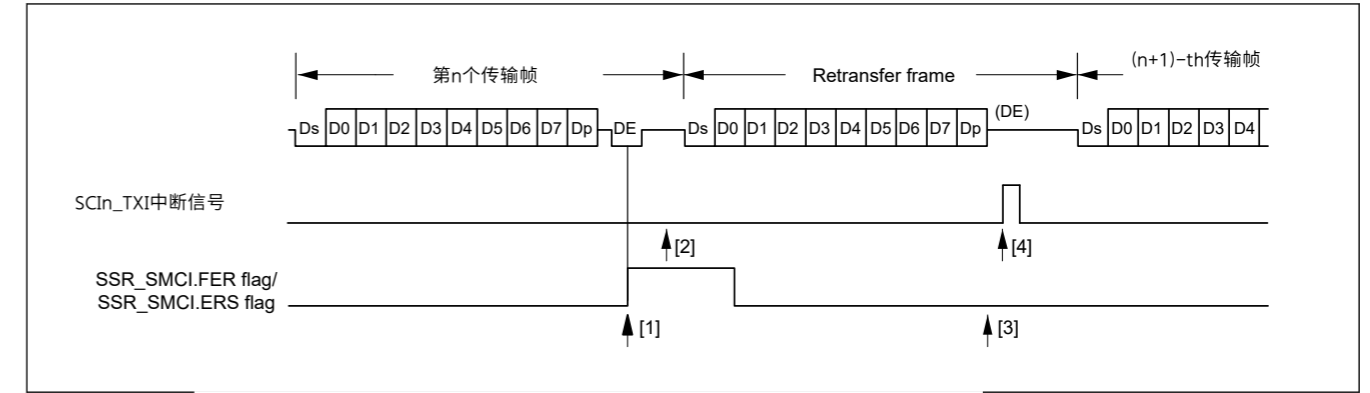 第n个传输帧
Retransfer frame
(n+1)-th传输帧
Ds D0 D1 D2 D3 D4 D5 D6 D7 Dp DE Ds D0 D1 D2 D3 D4 D5 D6 D7 Dp (DE) Ds D0 D1 D2 D3 D4
SCIn_TXI中断信号
[2]
[4]
SSR_SMCI.FER flag/
SSR_SMCI.ERS flag
[1]
[3]